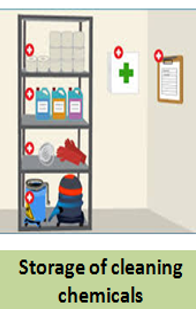 Storage of cleaning
chemicals